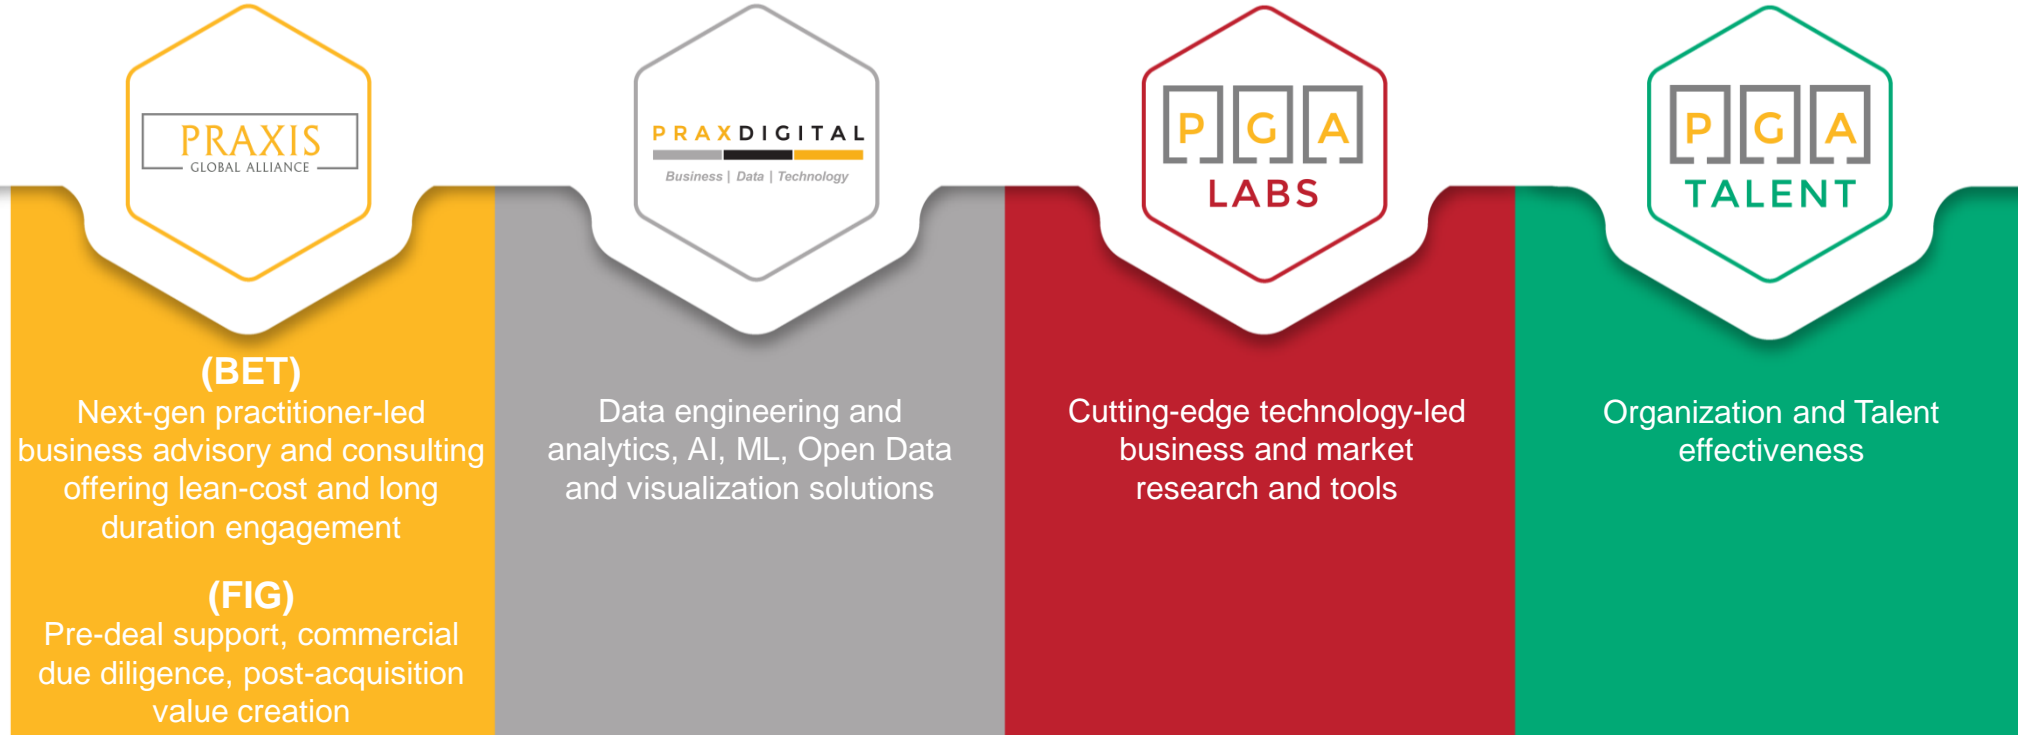 PRAXIS
GLOBAL ALLIANCE
(BET)
Next-gen practitioner-led
business advisory and consulting
offering lean-cost and long
duration engagement
(FIG)
Pre-deal support, commercial
due diligence, post-acquisition
value creation
PRAXDIGITAL
Business | Data | Technology
Data engineering and
analytics, AI, ML, Open Data
and visualization solutions
P G A
LABS
Cutting-edge technology-led
business and market
research and tools
P G A
TALENT
Organization and Talent
effectiveness